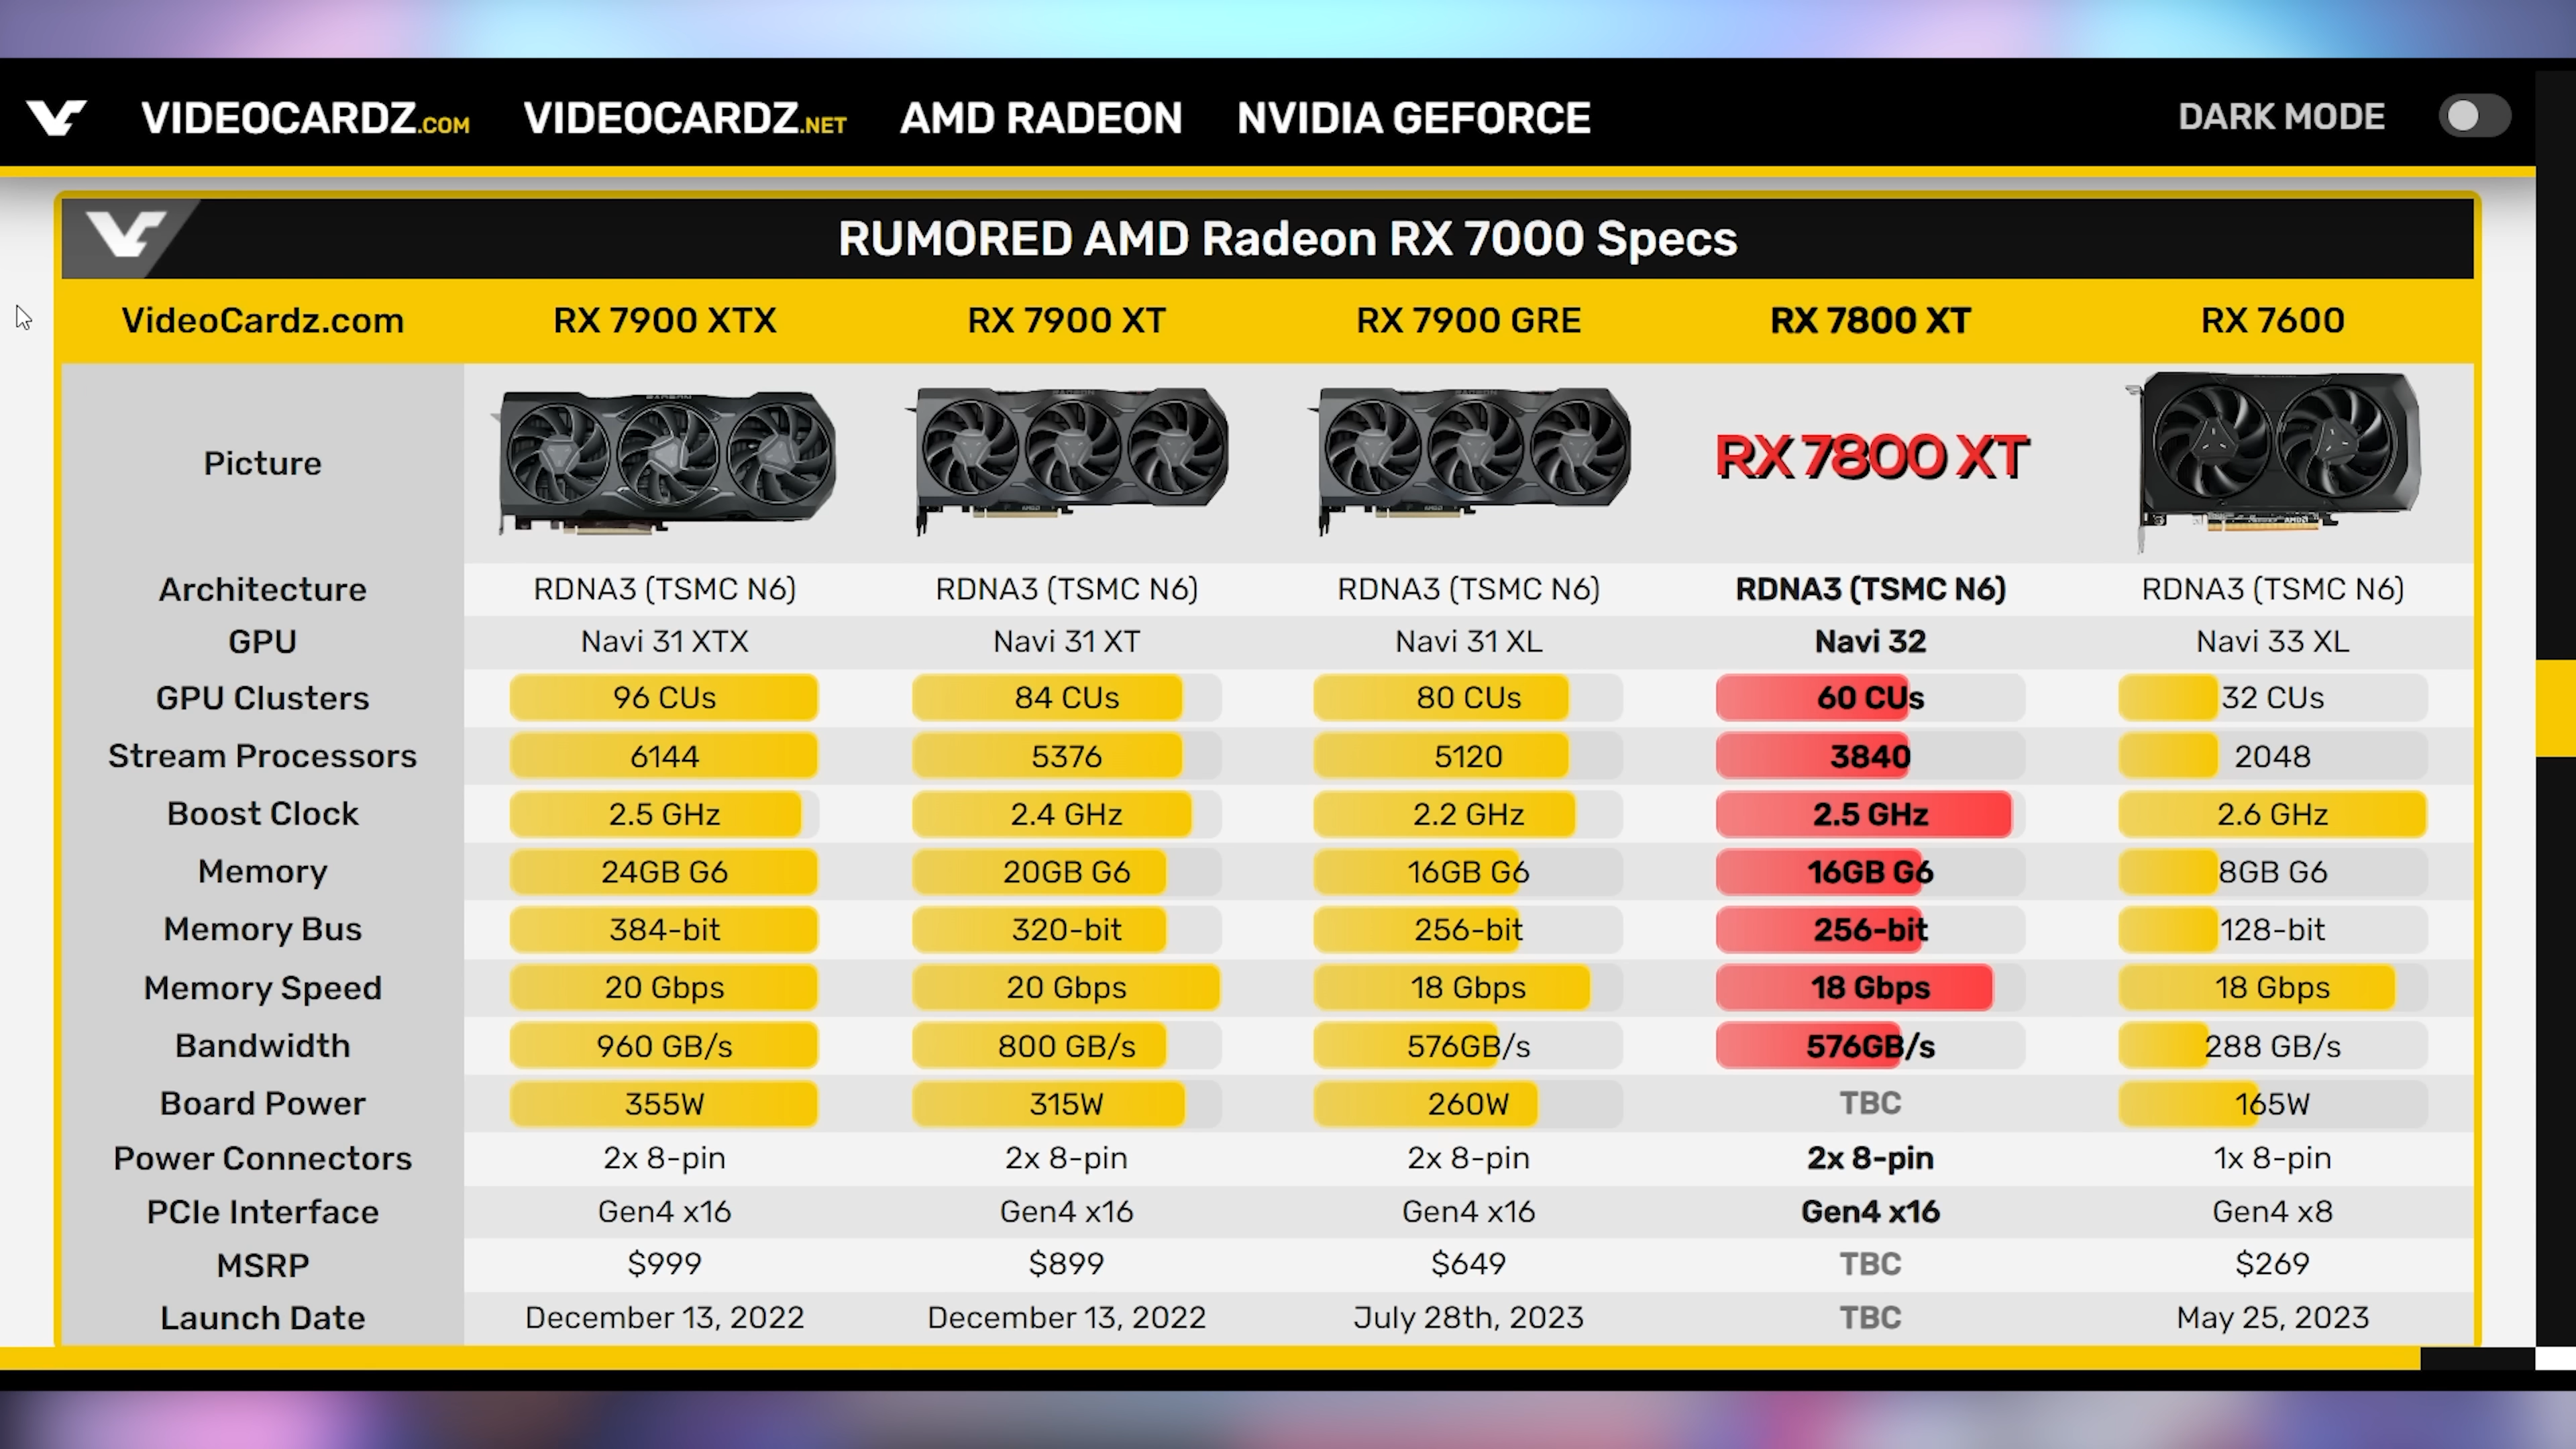 VIDEOCARDZ.COM VIDEOCARDZ.NET AMD RADEON NVIDIA GEFORCE DARK MODE
RUMORED AMD Radeon RX 7000 Specs
VideoCardz.com RX 7900 XTX RX 7900 XT RX 7900 GRE RX 7800 XT RX 7600
Picture RX 7800 XT
Architecture RDNA3 (TSMC N6) RDNA3 (TSMC N6) RDNA3 (TSMC N6) RDNA3 (TSMC N6) RDNA3 (TSMC N6)
GPU Navi 31 XTX Navi 31 XT Navi 31 XL Navi 32 Navi 33 XL
GPU Clusters 96 CUs 84 CUs 80 CUs 60 CUs 32 CUs
Stream Processors 6144 5376 5120 3840 2048
Boost Clock 2.5 GHz 2.4 GHz 2.2 GHz 2.5 GHz 2.6 GHz
Memory 24GB G6 20GB G6 16GB G6 16GB G6 8GB G6
Memory Bus 384-bit 320-bit 256-bit 256-bit 128-bit
Memory Speed 20 Gbps 20 Gbps 18 Gbps 18 Gbps 18 Gbps
Bandwidth 960 GB/s 800 GB/s 576GB/s 576GB/s 288 GB/s
Board Power 355W 315W 260W TBC 165W
Power Connectors 2x 8-pin 2x 8-pin 2x 8-pin 2x 8-pin 1x 8-pin
PCIe Interface Gen4 x16 Gen4 x16 Gen4 x16 Gen4 x16 Gen4 x8
MSRP $999 $899 $649 TBC $269
Launch Date December 13, 2022 December 13, 2022 July 28th, 2023 TBC May 25, 2023